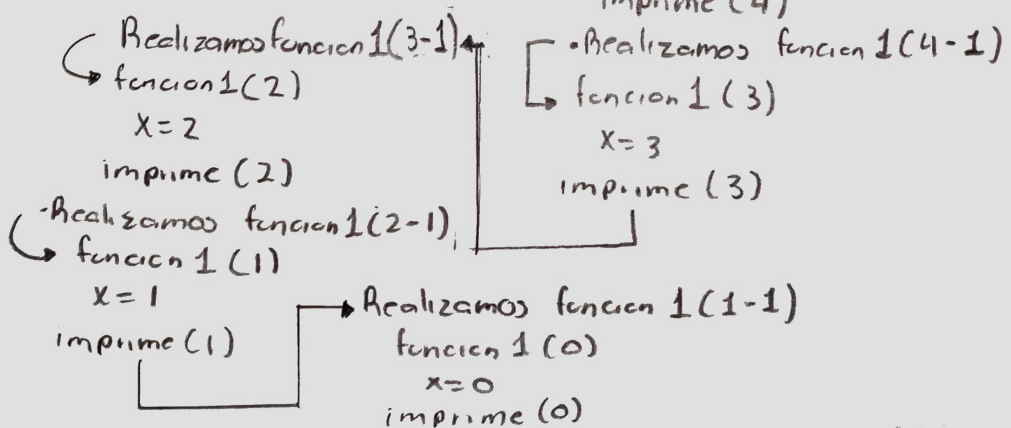 imprime (4)
• Realizamos funcion 1(4-1)
funcion 1 (3)
x= 3
imprime (3)
Realizamos funcion 1(3-1)
funcion 1(2)
x= 2
imprime (2)
-Realizamos funcion 1(2-1)
funcion 1 (1)
x= 1
imprime (1)
Realizamos funcion 1(1-1)
funcion 1 (0)
x=0
imprime (0)